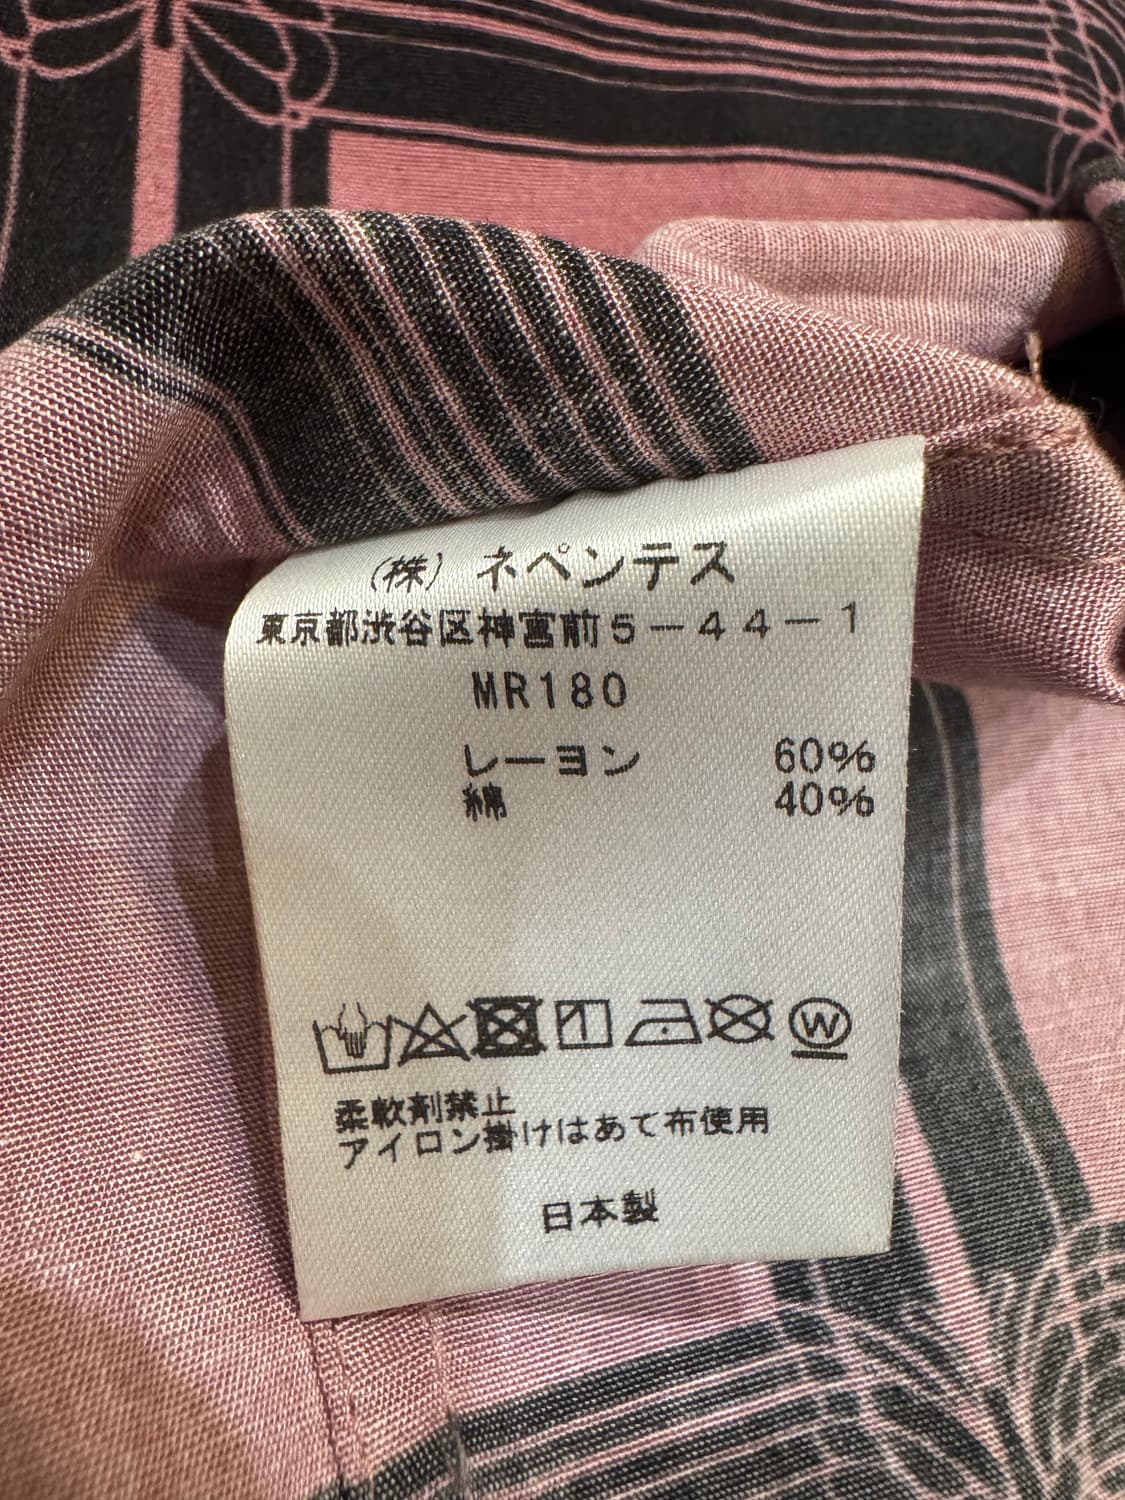 (株) ネペンテス
東京都渋谷区神宮前5-44-1
MR180
レーヨン 60%
綿 40%
W
柔軟剤禁止
アイロン掛けはあて布使用
日本製